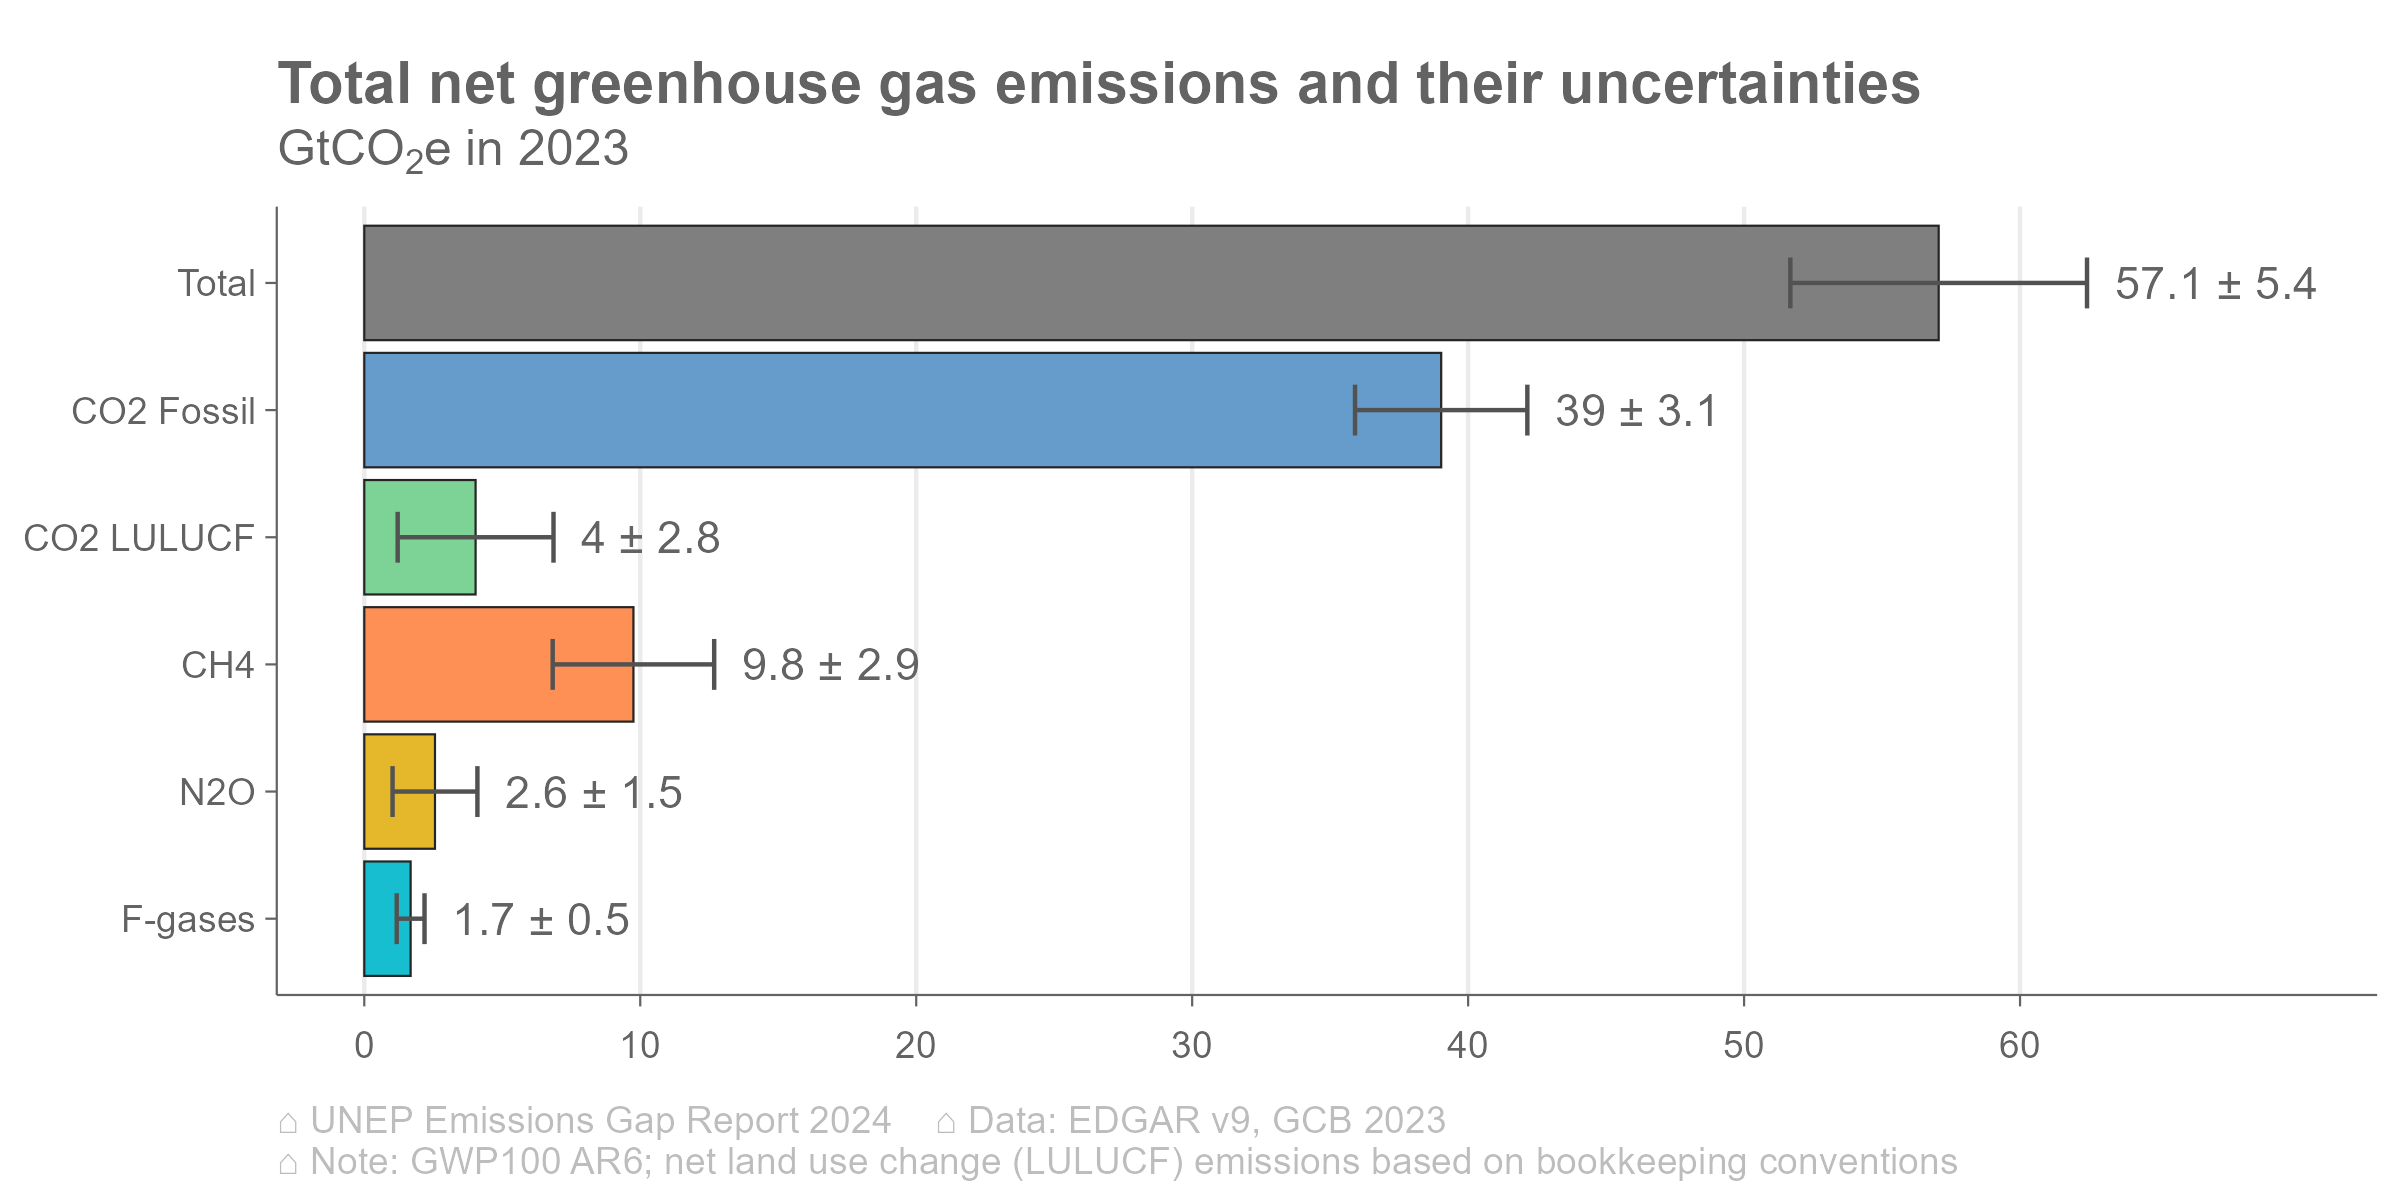 Total net greenhouse gas emissions and their uncertainties
GtCO₂e in 2023
Total
57.1 ± 5.4
CO2 Fossil
39 ± 3.1
CO2 LULUCF
4 ± 2.8
CH4
9.8 ± 2.9
N2O
2.6 ± 1.5
F-gases
1.7 ± 0.5
0 10 20 30 40 50 60
⌂ UNEP Emissions Gap Report 2024 ⌂ Data: EDGAR v9, GCB 2023
⌂ Note: GWP100 AR6; net land use change (LULUCF) emissions based on bookkeeping conventions